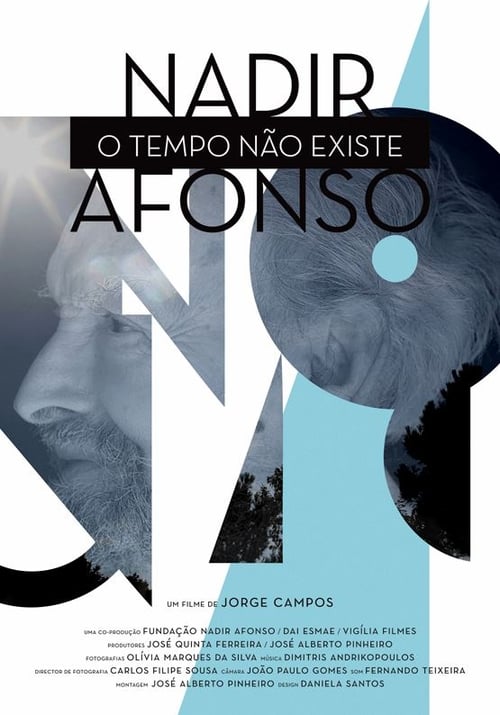 NADIR
O TEMPO NÃO EXISTE
AFONSO
UM FILME DE JORGE CAMPOS
UMA CO-PRODUÇÃO FUNDAÇÃO NADIR AFONSO / DAI ESMAE / VIGÍLIA FILMES
PRODUTORES JOSÉ QUINTA FERREIRA / JOSÉ ALBERTO PINHEIRO
FOTOGRAFIAS OLÍVIA MARQUES DA SILVA MÚSICA DIMITRIS ANDRIKOPOULOS
DIRECTOR DE FOTOGRAFIA CARLOS FILIPE SOUSA CÂMARA JOÃO PAULO GOMES SOM FERNANDO TEIXEIRA
MONTAGEM JOSÉ ALBERTO PINHEIRO DESIGN DANIELA SANTOS